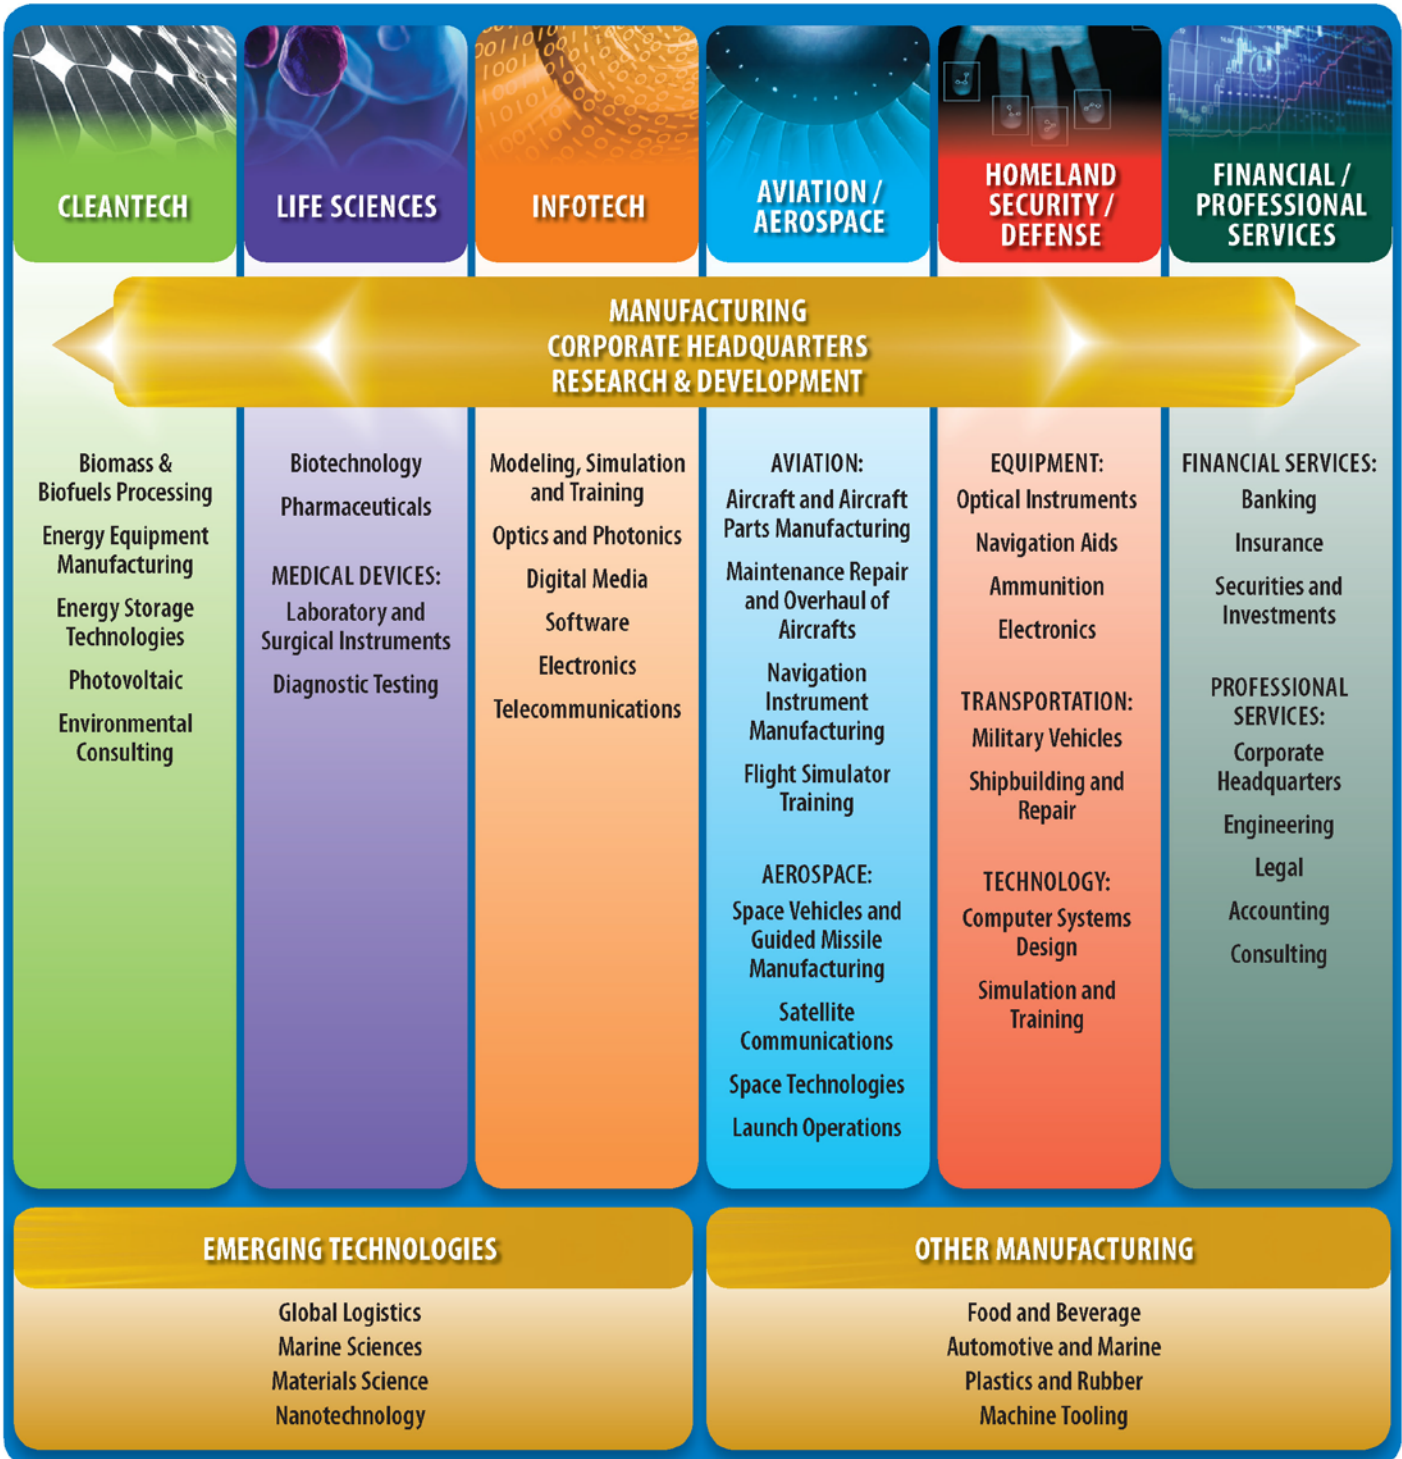 CLEANTECH
LIFE SCIENCES
INFOTECH
AVIATION /
AEROSPACE
HOMELAND
SECURITY /
DEFENSE
FINANCIAL /
PROFESSIONAL
SERVICES
MANUFACTURING
CORPORATE HEADQUARTERS
RESEARCH & DEVELOPMENT
Biomass &
Biofuels Processing
Energy Equipment
Manufacturing
Energy Storage
Technologies
Photovoltaic
Environmental
Consulting
Biotechnology
Pharmaceuticals
MEDICAL DEVICES:
Laboratory and
Surgical Instruments
Diagnostic Testing
Modeling, Simulation
and Training
Optics and Photonics
Digital Media
Software
Electronics
Telecommunications
AVIATION:
Aircraft and Aircraft
Parts Manufacturing
Maintenance Repair
and Overhaul of
Aircrafts
Navigation
Instrument
Manufacturing
Flight Simulator
Training
AEROSPACE:
Space Vehicles and
Guided Missile
Manufacturing
Satellite
Communications
Space Technologies
Launch Operations
EQUIPMENT:
Optical Instruments
Navigation Aids
Ammunition
Electronics
TRANSPORTATION:
Military Vehicles
Shipbuilding and
Repair
TECHNOLOGY:
Computer Systems
Design
Simulation and
Training
FINANCIAL SERVICES:
Banking
Insurance
Securities and
Investments
PROFESSIONAL
SERVICES:
Corporate
Headquarters
Engineering
Legal
Accounting
Consulting
EMERGING TECHNOLOGIES
Global Logistics
Marine Sciences
Materials Science
Nanotechnology
OTHER MANUFACTURING
Food and Beverage
Automotive and Marine
Plastics and Rubber
Machine Tooling